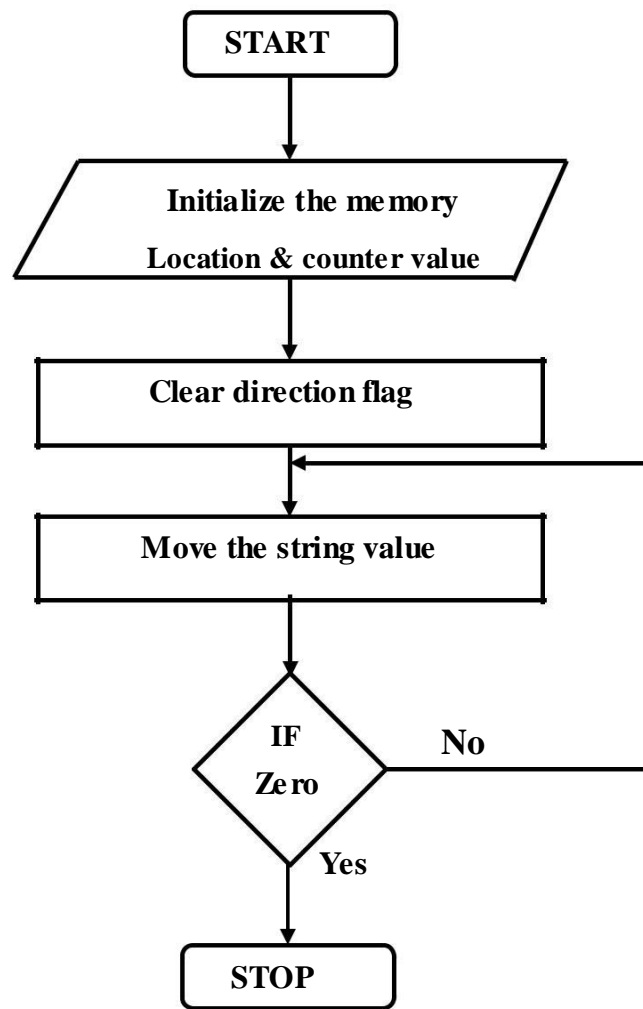 START
Initialize the memory
Location & counter value
Clear direction flag
Move the string value
IF
Zero
No
Yes
STOP